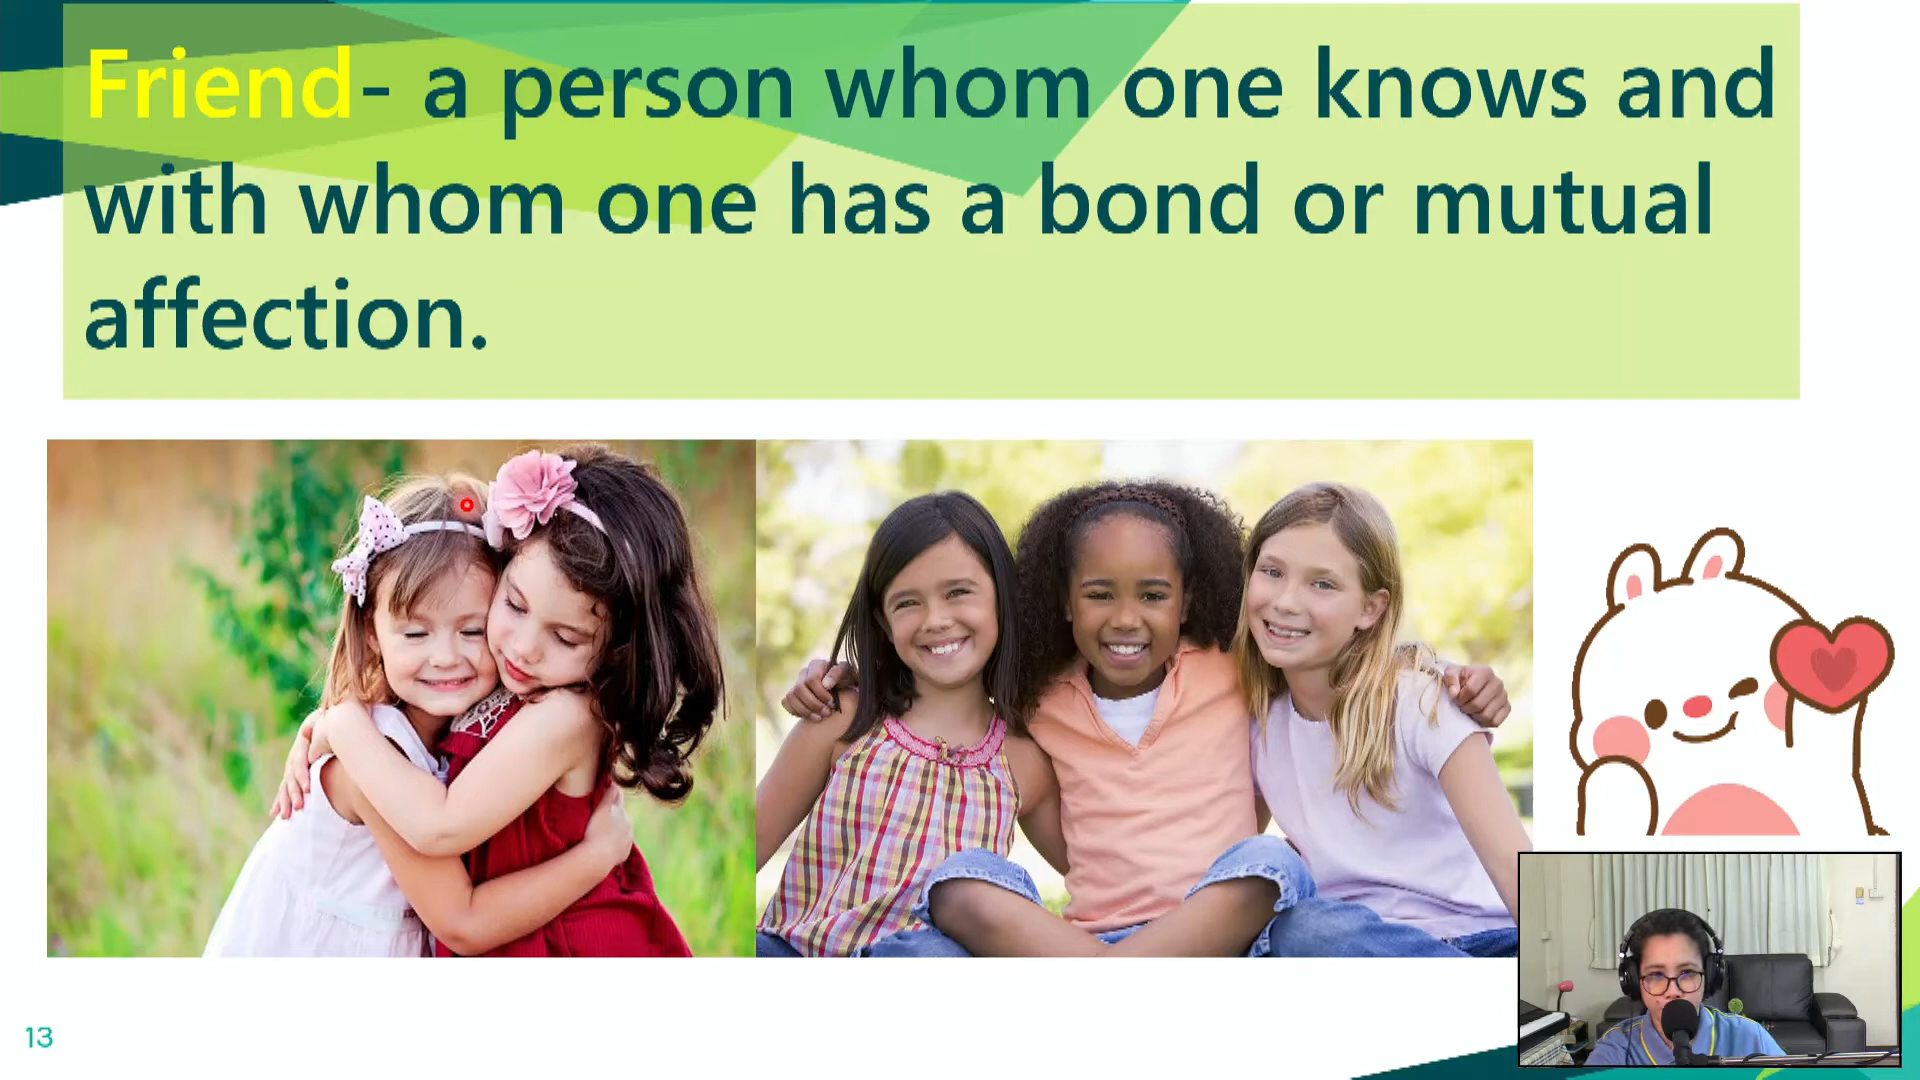 Friend- a person whom one knows and
with whom one has a bond or mutual
affection.
13